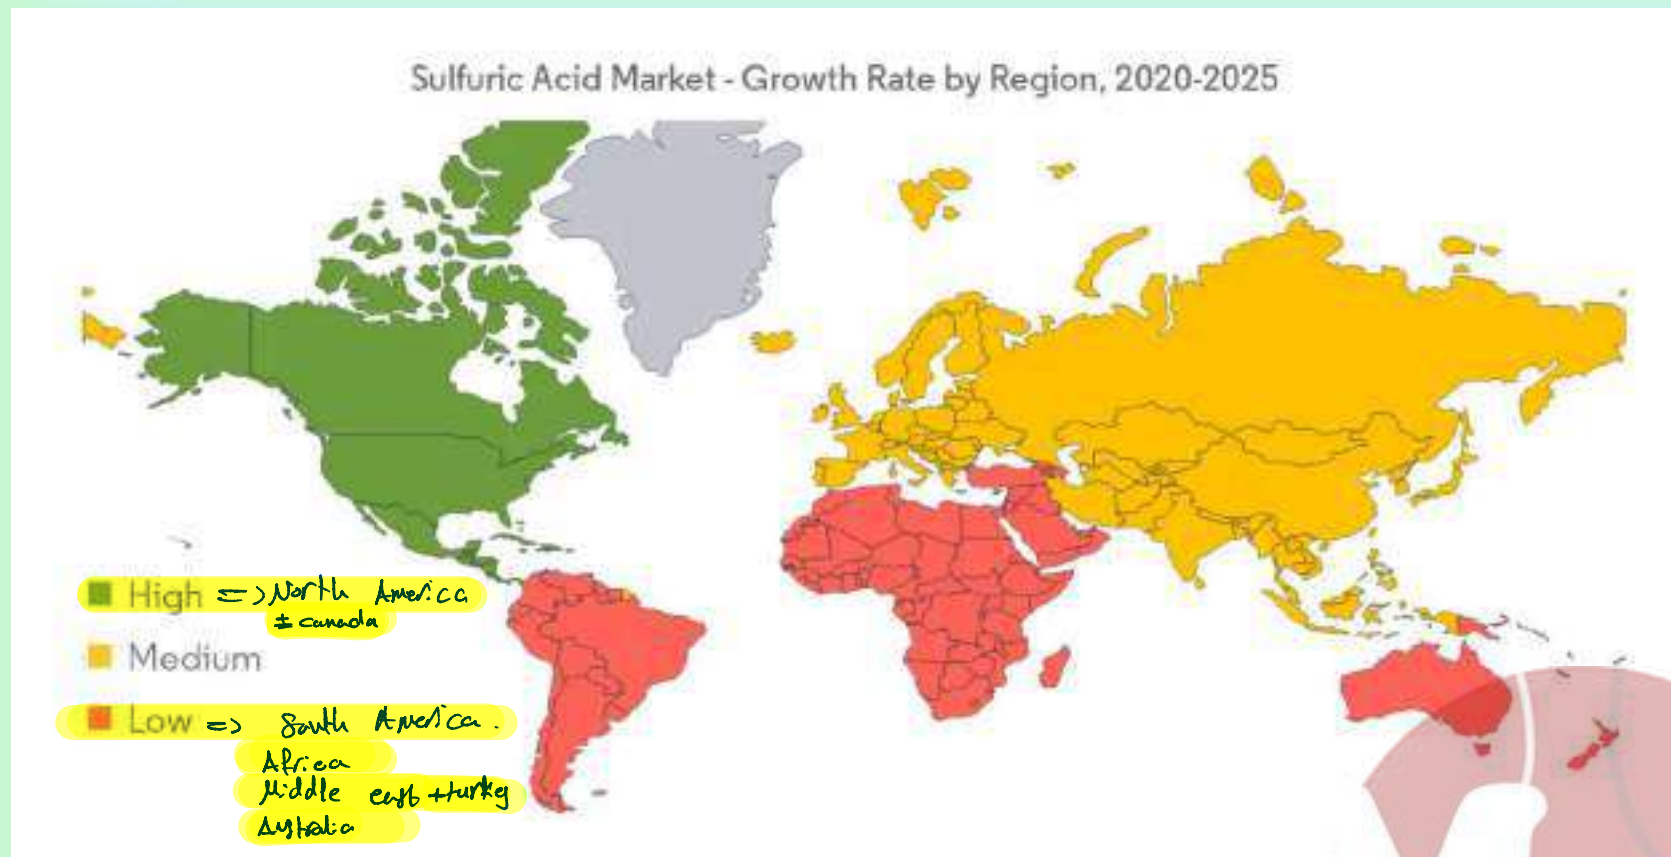 Sulfuric Acid Market - Growth Rate by Region, 2020-2025
High => North America
± canada
Medium
Low => South America.
Africa
Middle east + turkey
Australia